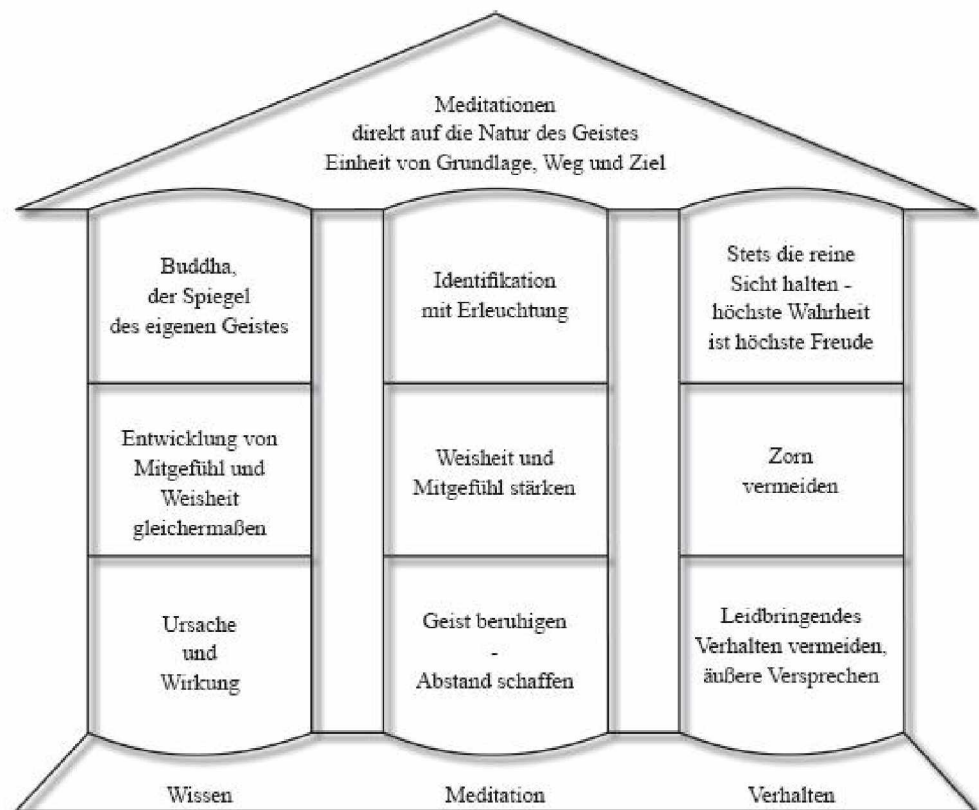 Meditationen
direkt auf die Natur des Geistes
Einheit von Grundlage, Weg und Ziel
Buddha,
der Spiegel
des eigenen Geistes
Identifikation
mit Erleuchtung
Stets die reine
Sicht halten -
höchste Wahrheit
ist höchste Freude
Entwicklung von
Mitgefühl und
Weisheit
gleichermaßen
Weisheit und
Mitgefühl stärken
Zorn
vermeiden
Ursache
und
Wirkung
Geist beruhigen
-
Abstand schaffen
Leidbringendes
Verhalten vermeiden,
äußere Versprechen
Wissen
Meditation
Verhalten